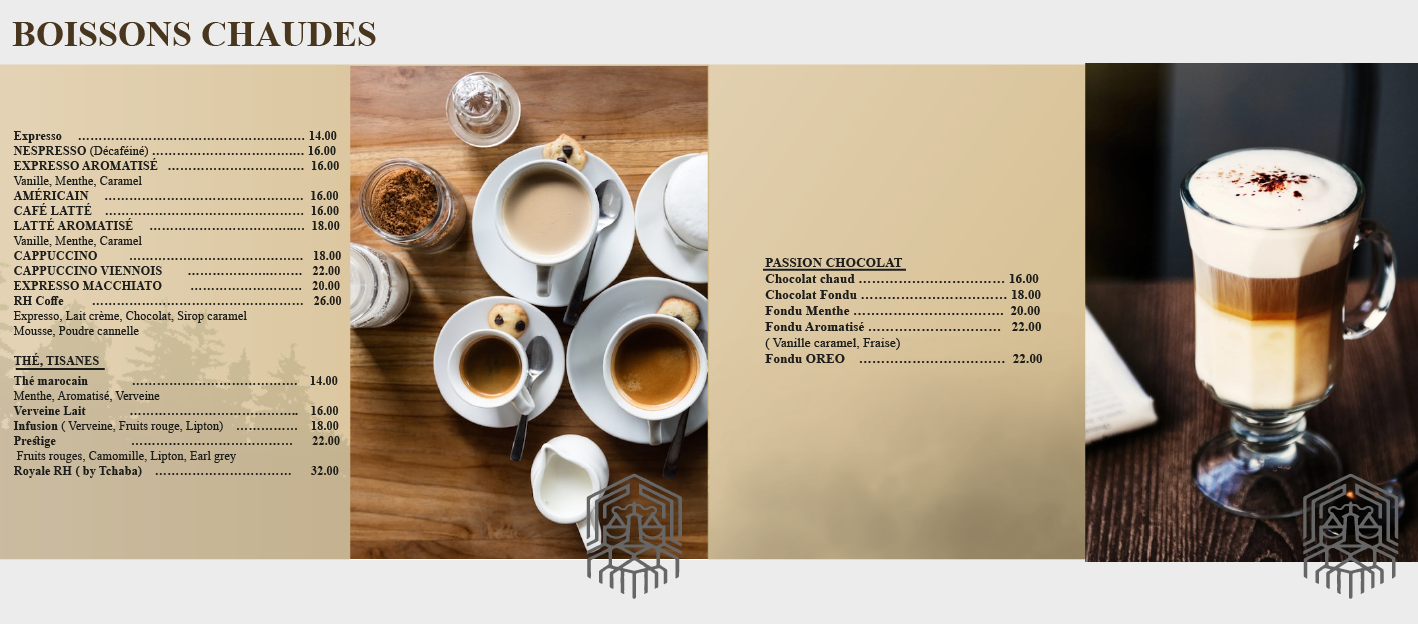 BOISSONS CHAUDES
Expresso ........................................................ 14.00
NESPRESSO (Décaféiné) ...................................... 16.00
EXPRESSO AROMATISÉ .................................. 16.00
Vanille, Menthe, Caramel
AMÉRICAIN ................................................. 16.00
CAFÉ LATTÉ ................................................. 16.00
LATTÉ AROMATISÉ ...................................... 18.00
Vanille, Menthe, Caramel
CAPPUCCINO ........................................... 18.00
CAPPUCCINO VIENNOIS ............................ 22.00
EXPRESSO MACCHIATO ............................ 20.00
RH Coffe .................................................... 26.00
Expresso, Lait crème, Chocolat, Sirop caramel
Mousse, Poudre cannelle
THÉ, TISANES
Thé marocain ......................................... 14.00
Menthe, Aromatisé, Verveine
Verveine Lait .......................................... 16.00
Infusion ( Verveine, Fruits rouge, Lipton) ............... 18.00
Prestige ........................................ 22.00
Fruits rouges, Camomille, Lipton, Earl grey
Royale RH ( by Tchaba) .................................. 32.00
PASSION CHOCOLAT
Chocolat chaud .................................... 16.00
Chocolat Fondu .................................... 18.00
Fondu Menthe ..................................... 20.00
Fondu Aromatisé ................................. 22.00
( Vanille caramel, Fraise)
Fondu OREO .................................... 22.00